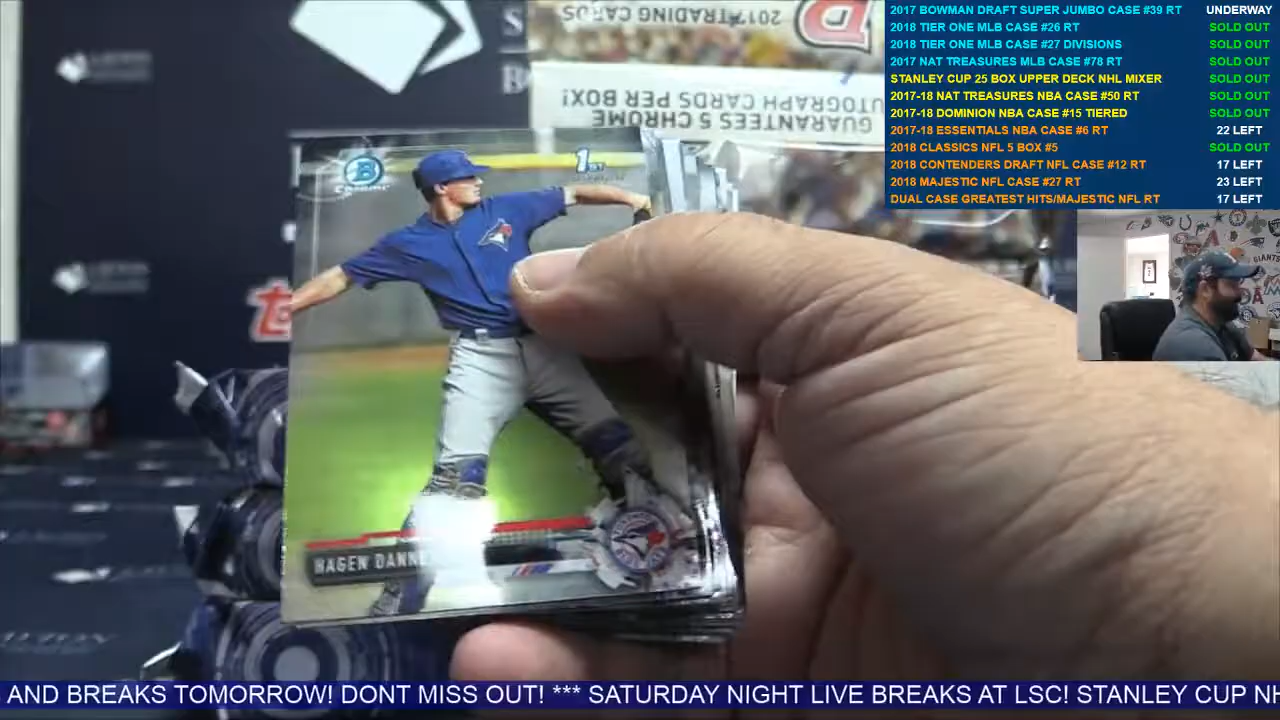 2017 BOWMAN DRAFT SUPER JUMBO CASE #39 RT UNDERWAY
2018 TIER ONE MLB CASE #26 RT SOLD OUT
2018 TIER ONE MLB CASE #27 DIVISIONS SOLD OUT
2017 NAT TREASURES MLB CASE #78 RT SOLD OUT
STANLEY CUP 25 BOX UPPER DECK NHL MIXER SOLD OUT
2017-18 NAT TREASURES NBA CASE #50 RT SOLD OUT
2017-18 DOMINION NBA CASE #15 TIERED SOLD OUT
2017-18 ESSENTIALS NBA CASE #6 RT 22 LEFT
2018 CLASSICS NFL 5 BOX #5 SOLD OUT
2018 CONTENDERS DRAFT NFL CASE #12 RT 17 LEFT
2018 MAJESTIC NFL CASE #27 RT 23 LEFT
DUAL CASE GREATEST HITS/MAJESTIC NFL RT 17 LEFT
2017 TRADING CARDS
GUARANTEES 5 CHROME
UTOGRAPH CARDS PER BOX!
B
Chrome
1ST
GIANTS
HAGEN DANN
AND BREAKS TOMORROW! DONT MISS OUT! *** SATURDAY NIGHT LIVE BREAKS AT LSC! STANLEY CUP NH